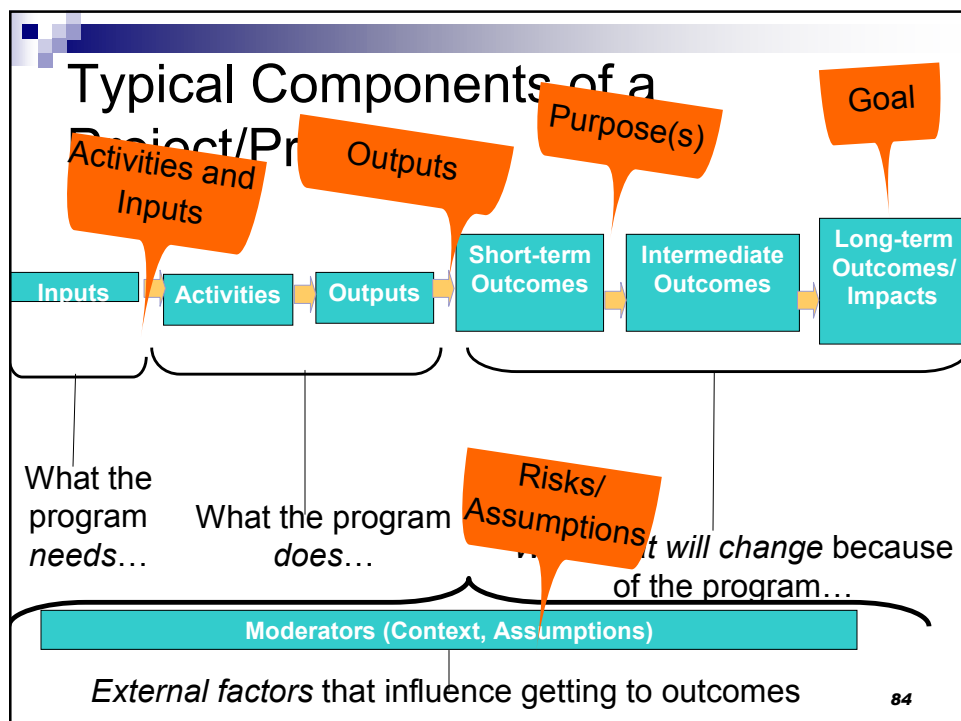 Typical Components of a
Project/Pr
Activities and
Inputs
Outputs
Purpose(s)
Goal
Inputs
Activities
Outputs
Short-term
Outcomes
Intermediate
Outcomes
Long-term
Outcomes/
Impacts
What the
program
needs…
What the program
does…
Risks/
Assumptions
will change because
of the program…
Moderators (Context, Assumptions)
External factors that influence getting to outcomes
84